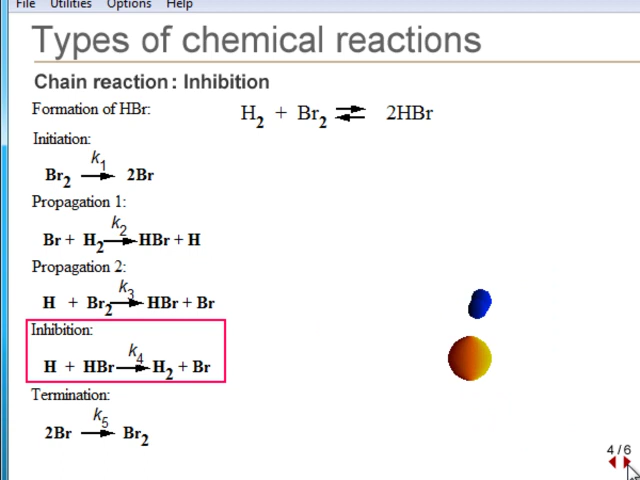 File Utilities Options Help
Types of chemical reactions
Chain reaction: Inhibition
Formation of HBr: H2 + Br2 ⇌ 2HBr
Initiation:
Br2 →k1 2Br
Propagation 1:
Br + H2 →k2 HBr + H
Propagation 2:
H + Br2 →k3 HBr + Br
Inhibition:
H + HBr →k4 H2 + Br
Termination:
2Br →k5 Br2
4/6